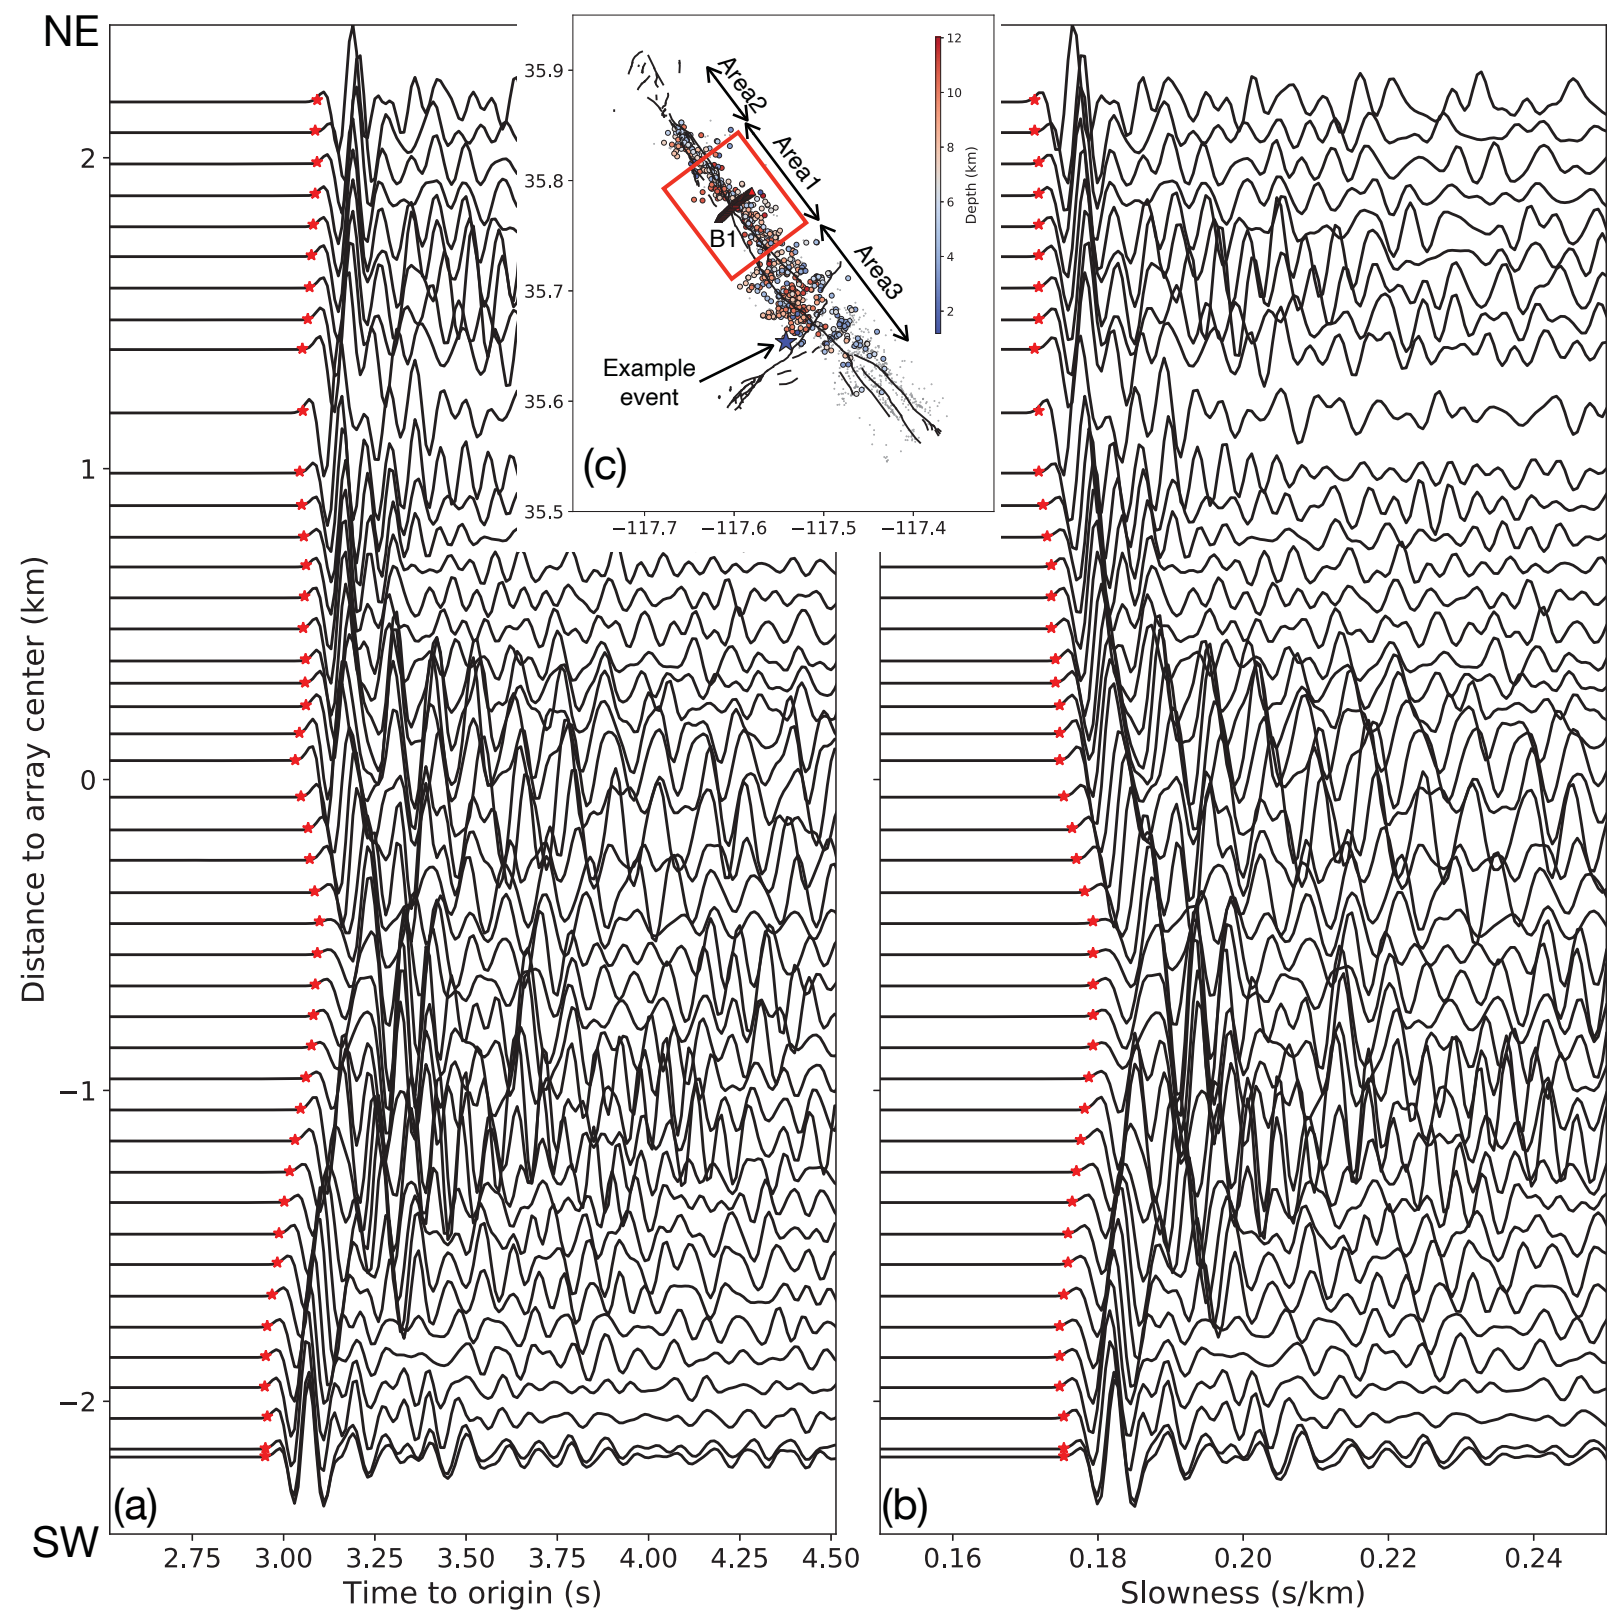 NE
2
1
0
−1
−2
SW
Distance to array center (km)
(a)
2.75 3.00 3.25 3.50 3.75 4.00 4.25 4.50
Time to origin (s)
35.9
35.8
35.7
35.6
35.5
−117.7 −117.6 −117.5 −117.4
Area2
Area1
Area3
B1
Example
event
(c)
12
10
8
6
4
2
Depth (km)
(b)
0.16 0.18 0.20 0.22 0.24
Slowness (s/km)